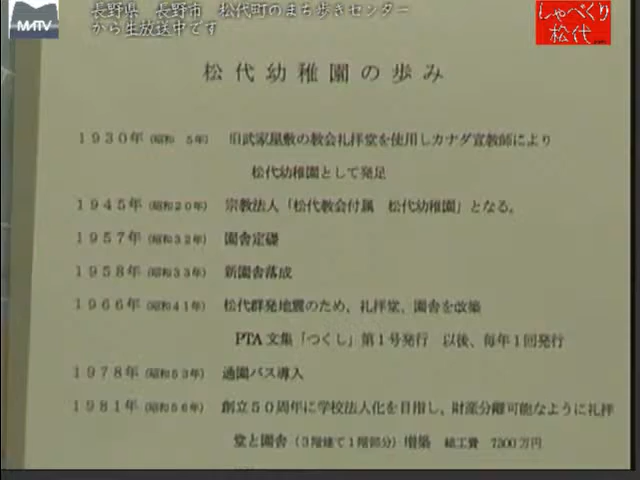 MATV
長野県 長野市 松代町のまち歩きセンター
から生放送中です
しゃべくり
松代.com
松代幼稚園の歩み
1930年(昭和 5年) 旧武家屋敷の教会礼拝堂を使用しカナダ宣教師により
松代幼稚園として発足
1945年(昭和20年) 宗教法人「松代教会付属 松代幼稚園」となる。
1957年(昭和32年) 園舎定礎
1958年(昭和33年) 新園舎落成
1966年(昭和41年) 松代群発地震のため、礼拝堂、園舎を改築
PTA文集「つくし」第1号発行 以後、毎年1回発行
1978年(昭和53年) 通園バス導入
1981年(昭和56年) 創立50周年に学校法人化を目指し、財産分離可能なように礼拝
堂と園舎(3階建て1階部分)増築 総工費 7300万円